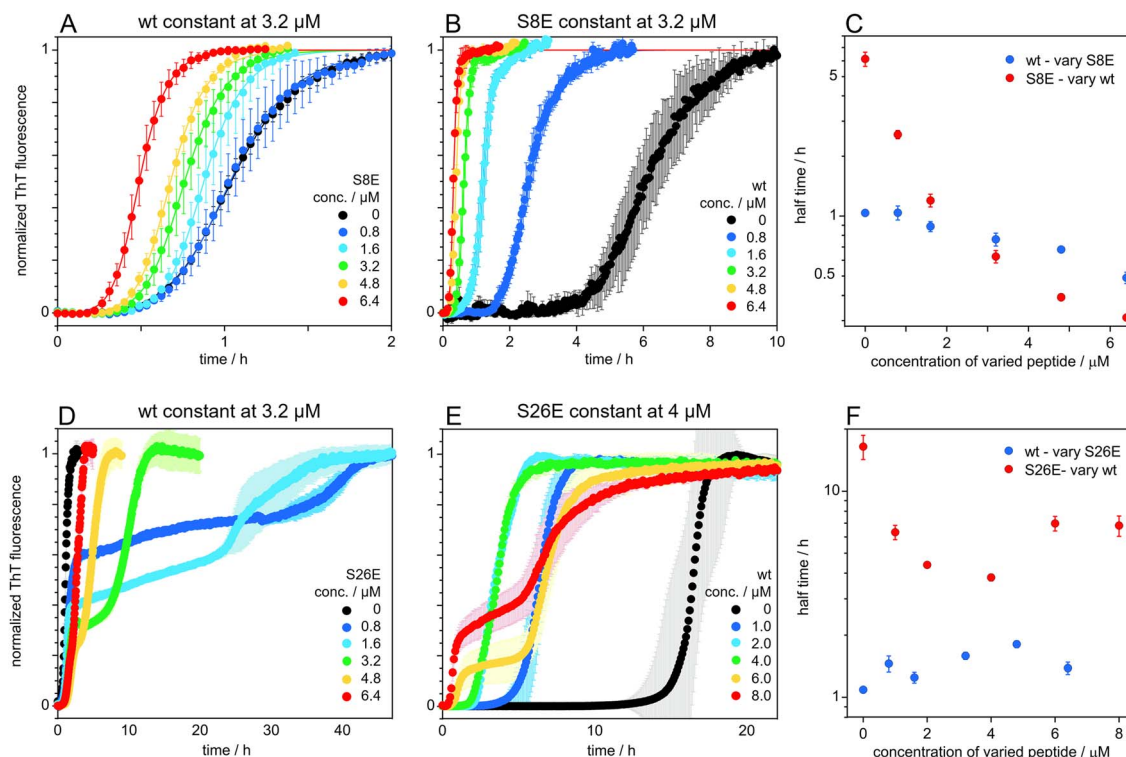 A
wt constant at 3.2 µM
normalized ThT fluorescence
1
0
S8E
conc. / µM
0
0.8
1.6
3.2
4.8
6.4
0
1
2
time / h
B
S8E constant at 3.2 µM
1
0
wt
conc. / µM
0
0.8
1.6
3.2
4.8
6.4
0
2
4
6
8
10
time / h
C
half time / h
5
1
0.5
wt - vary S8E
S8E - vary wt
0
2
4
6
concentration of varied peptide / µM
D
wt constant at 3.2 µM
normalized ThT fluorescence
1
0
S26E
conc. / µM
0
0.8
1.6
3.2
4.8
6.4
0
10
20
30
40
time / h
E
S26E constant at 4 µM
1
0
wt
conc. / µM
0
1.0
2.0
4.0
6.0
8.0
0
10
20
time / h
F
half time / h
10
1
wt - vary S26E
S26E- vary wt
0
2
4
6
8
concentration of varied peptide / µM